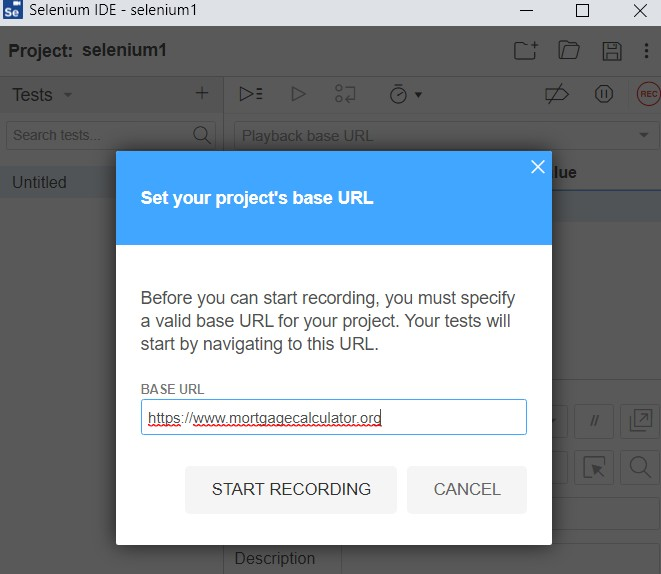 Se Selenium IDE - selenium1
Project: selenium1
Tests
REC
Search tests...
Playback base URL
Untitled
lue
Set your project's base URL
Before you can start recording, you must specify
a valid base URL for your project. Your tests will
start by navigating to this URL.
BASE URL
https://www.mortgagecalculator.org
//
START RECORDING
CANCEL
Description